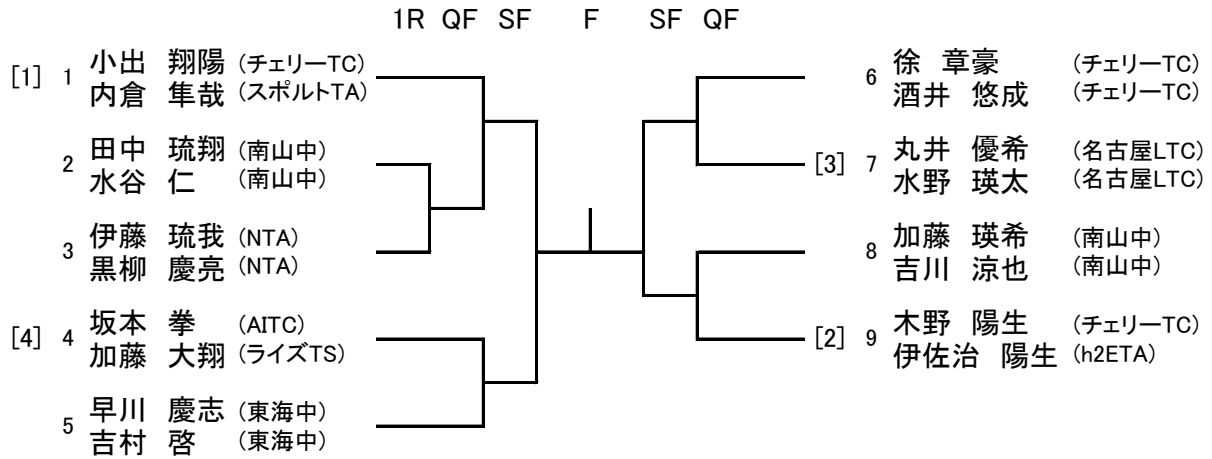 1R QF SF F SF QF
[1] 1 小出 翔陽 (チェリーTC)
内倉 隼哉 (スポルトTA)
2 田中 琉翔 (南山中)
水谷 仁 (南山中)
3 伊藤 琉我 (NTA)
黒柳 慶亮 (NTA)
[4] 4 坂本 拳 (AITC)
加藤 大翔 (ライズTS)
5 早川 慶志 (東海中)
吉村 啓 (東海中)
6 徐 章豪 (チェリーTC)
酒井 悠成 (チェリーTC)
[3] 7 丸井 優希 (名古屋LTC)
水野 瑛太 (名古屋LTC)
8 加藤 瑛希 (南山中)
吉川 涼也 (南山中)
[2] 9 木野 陽生 (チェリーTC)
伊佐治 陽生 (h2ETA)